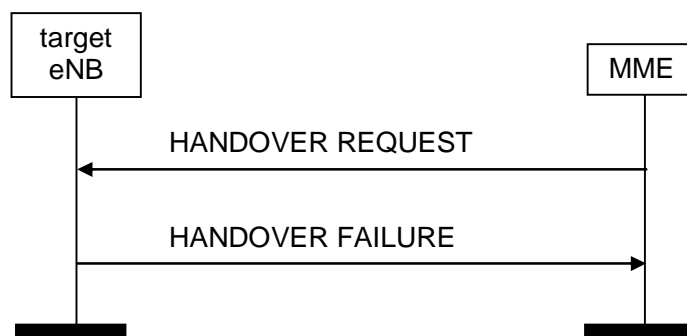 target
eNB
MME
HANDOVER REQUEST
HANDOVER FAILURE